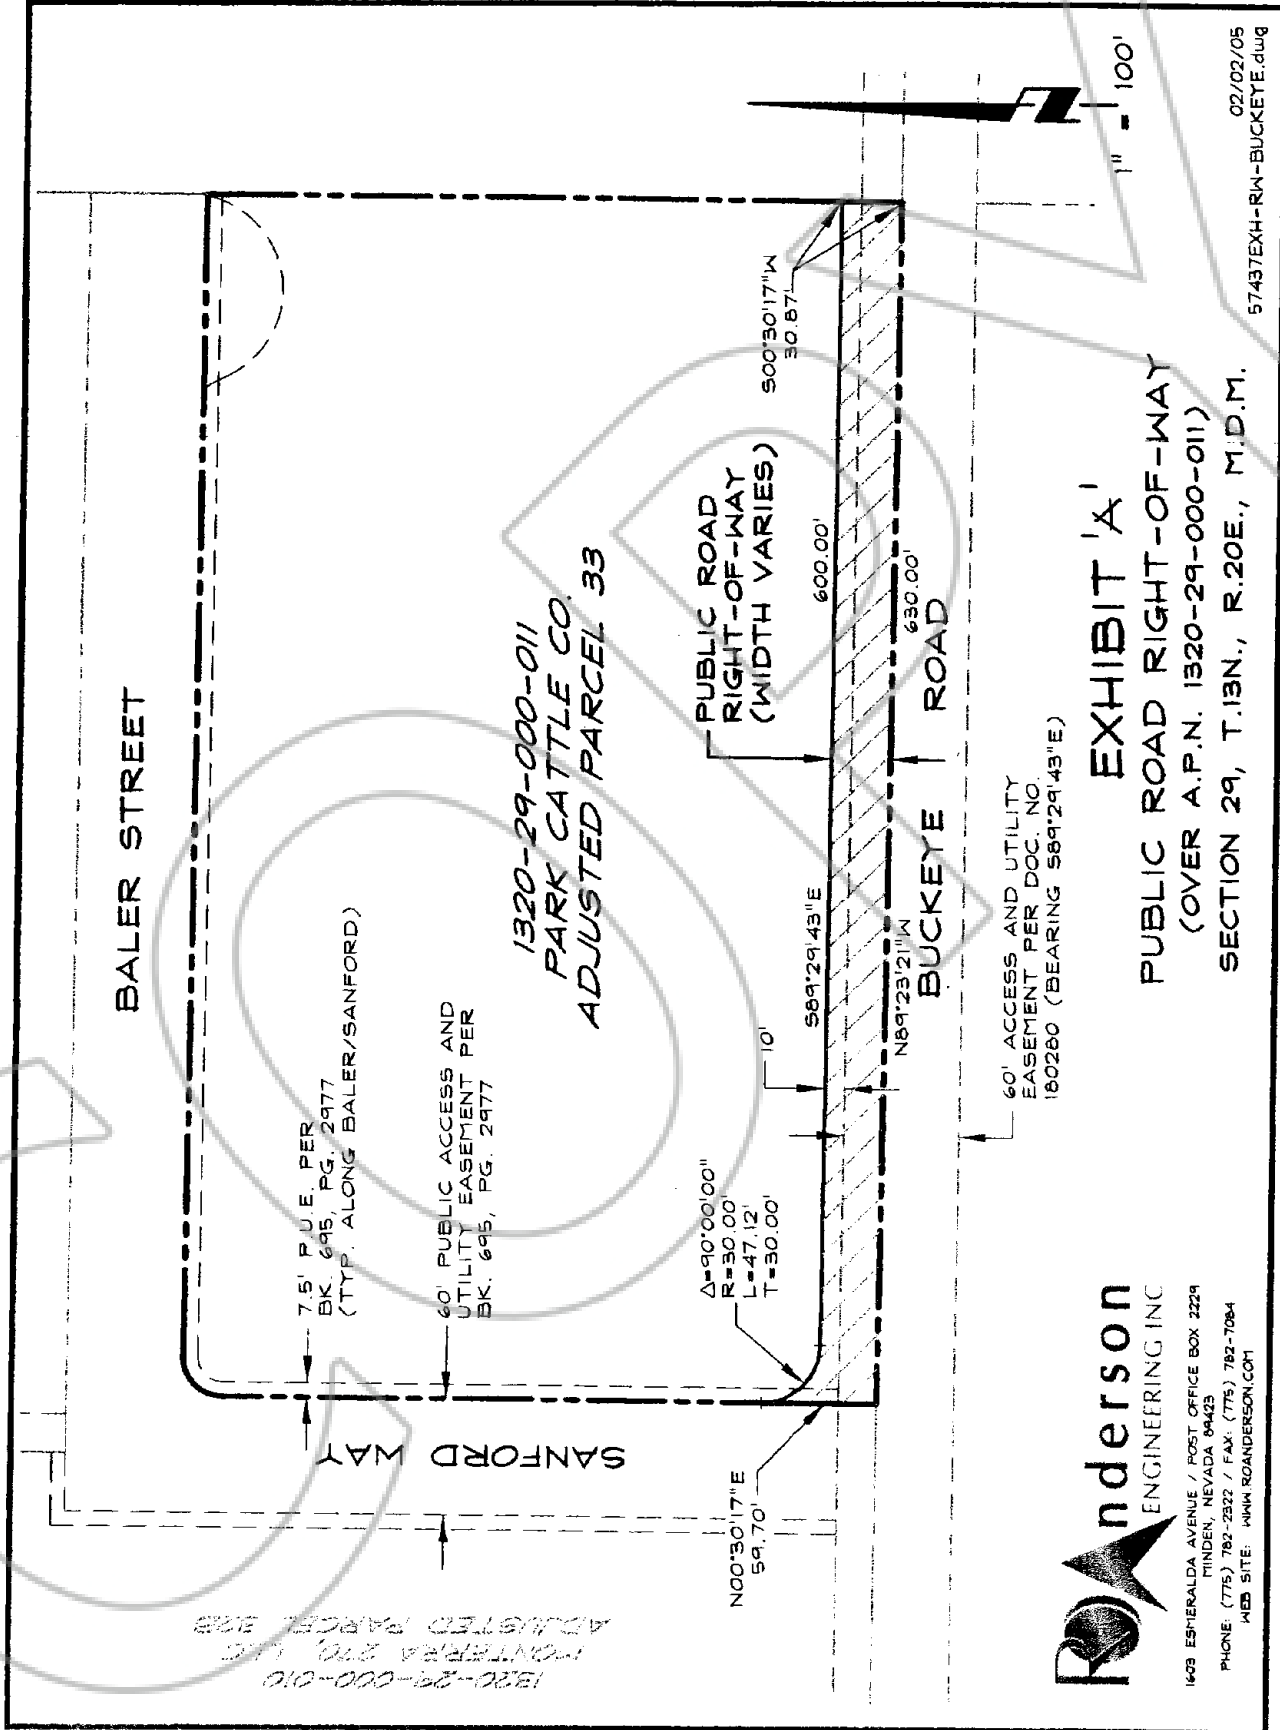 BALER STREET
7.5' P.U.E. PER
BK. 695, PG. 2977
(TYP. ALONG BALER/SANFORD)
60' PUBLIC ACCESS AND
UTILITY EASEMENT PER
BK. 695, PG. 2977
SANFORD WAY
1320-29-000-010
MONTERRA 270, LLC
ADJUSTED PARCEL 32B
1320-29-000-011
PARK CATTLE CO.
ADJUSTED PARCEL 33
PUBLIC ROAD
RIGHT-OF-WAY
(WIDTH VARIES)
S00°30'17"W
30.87'
Δ=90°00'00"
R=30.00'
L=47.12'
T=30.00'
10'
S89°29'43"E
600.00'
N00°30'17"E
59.70'
N89°23'21"W
630.00'
BUCKEYE ROAD
60' ACCESS AND UTILITY
EASEMENT PER DOC. NO.
180280 (BEARING S89°29'43"E)
1" = 100'
EXHIBIT 'A'
PUBLIC ROAD RIGHT-OF-WAY
(OVER A.P.N. 1320-29-000-011)
SECTION 29, T.13N., R.20E., M.D.M.
ROAnderson
ENGINEERING INC
1603 ESMERALDA AVENUE / POST OFFICE BOX 2229
MINDEN, NEVADA 89423
PHONE: (775) 782-2322 / FAX: (775) 782-7084
WEB SITE: WWW.ROANDERSON.COM
02/02/05
57437EXH-RW-BUCKEYE.dwg
COPY